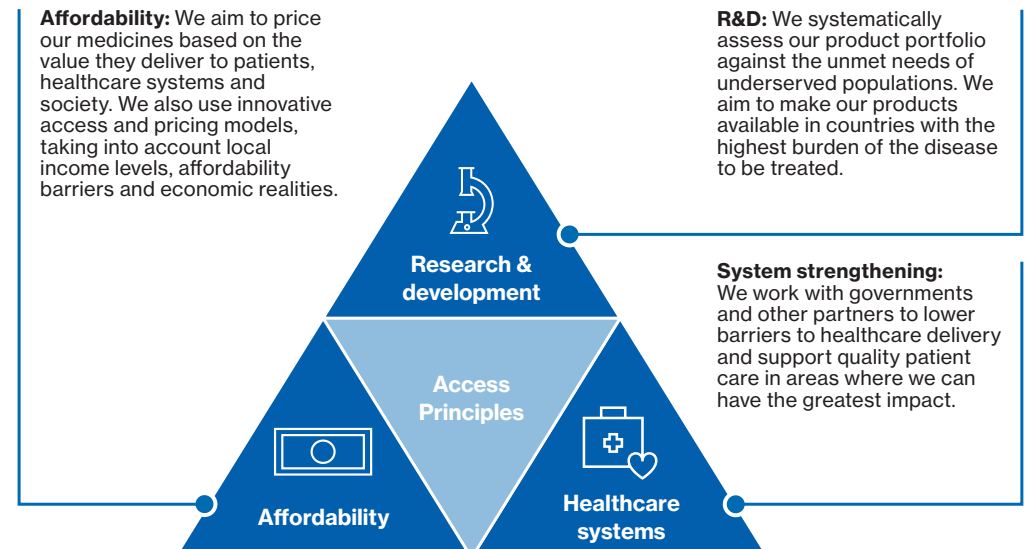 Affordability: We aim to price
our medicines based on the
value they deliver to patients,
healthcare systems and
society. We also use innovative
access and pricing models,
taking into account local
income levels, affordability
barriers and economic realities.
R&D: We systematically
assess our product portfolio
against the unmet needs of
underserved populations. We
aim to make our products
available in countries with the
highest burden of the disease
to be treated.
System strengthening:
We work with governments
and other partners to lower
barriers to healthcare delivery
and support quality patient
care in areas where we can
have the greatest impact.
Research &
development
Access
Principles
Affordability
Healthcare
systems